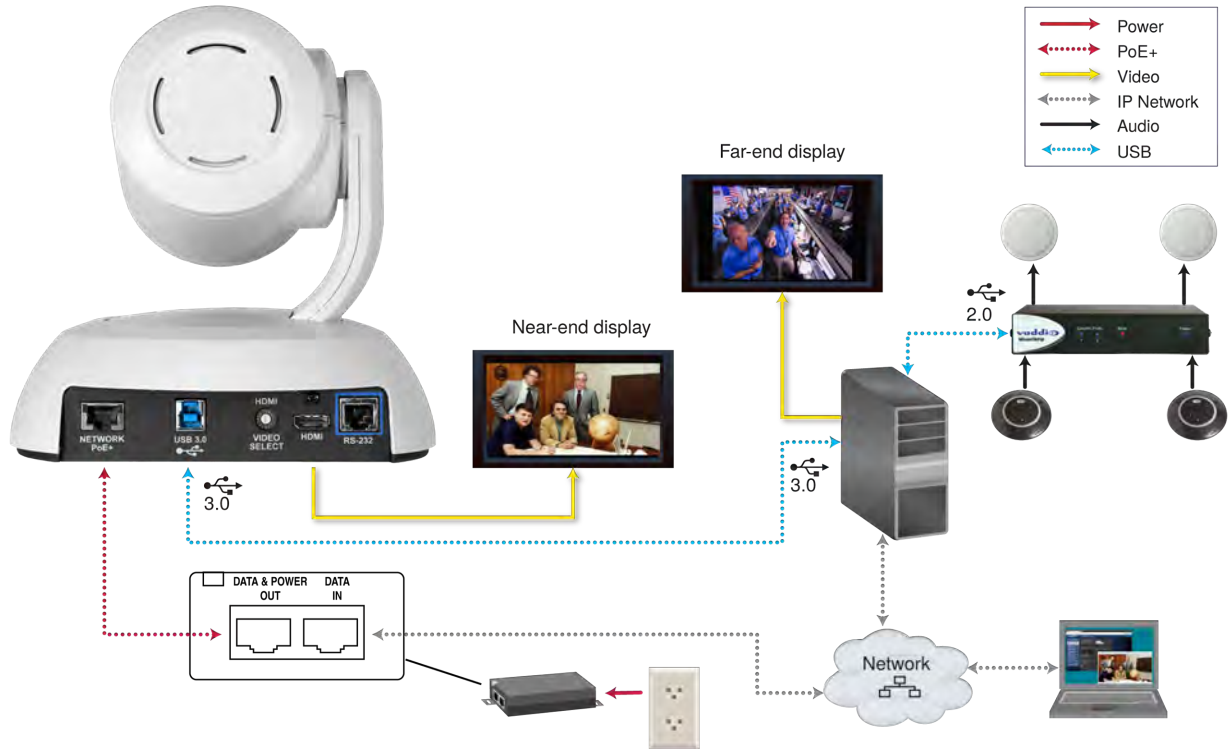 Power
PoE+
Video
IP Network
Audio
USB
Far-end display
Near-end display
2.0
vaddio
NETWORK
PoE+
USB 3.0
HDMI
VIDEO
SELECT
HDMI
RS-232
3.0
3.0
DATA & POWER
OUT
DATA
IN
Network